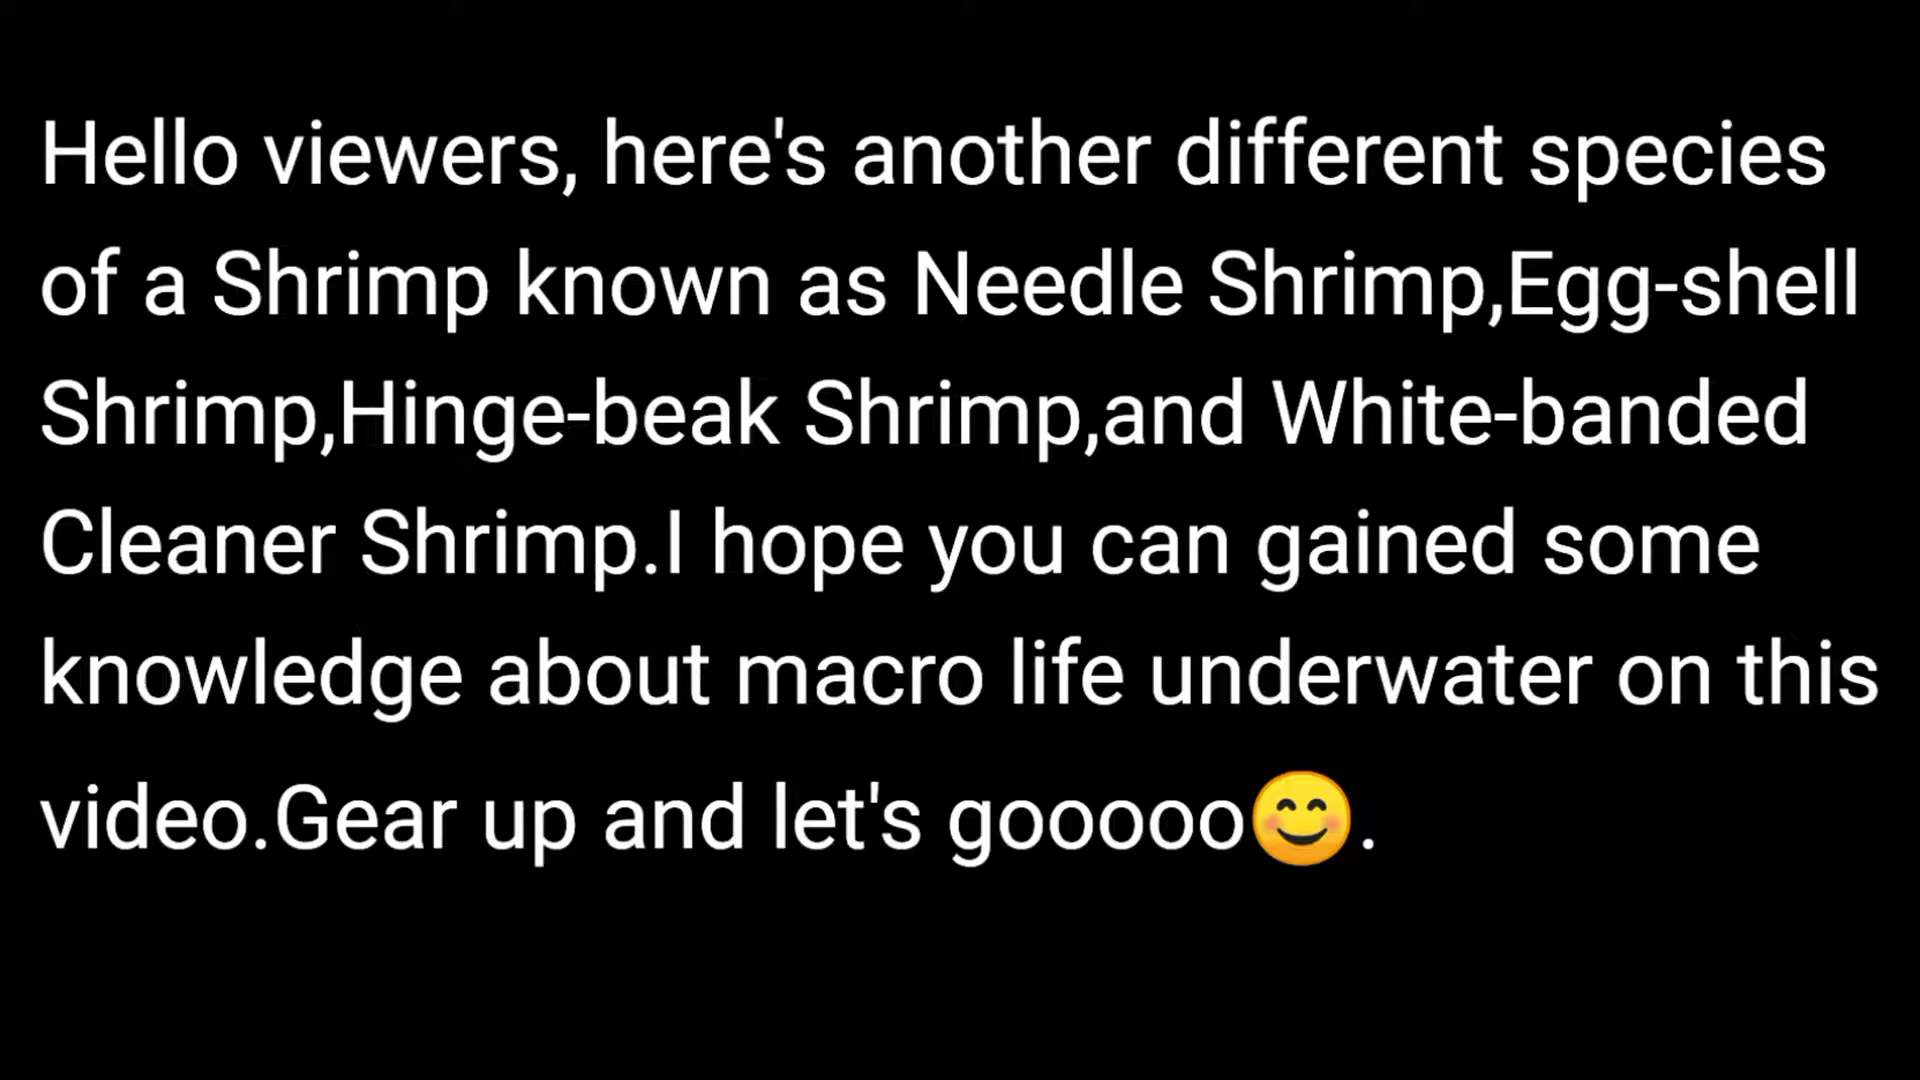 Hello viewers, here's another different species
of a Shrimp known as Needle Shrimp,Egg-shell
Shrimp,Hinge-beak Shrimp,and White-banded
Cleaner Shrimp.I hope you can gained some
knowledge about macro life underwater on this
video.Gear up and let's gooooo😊.